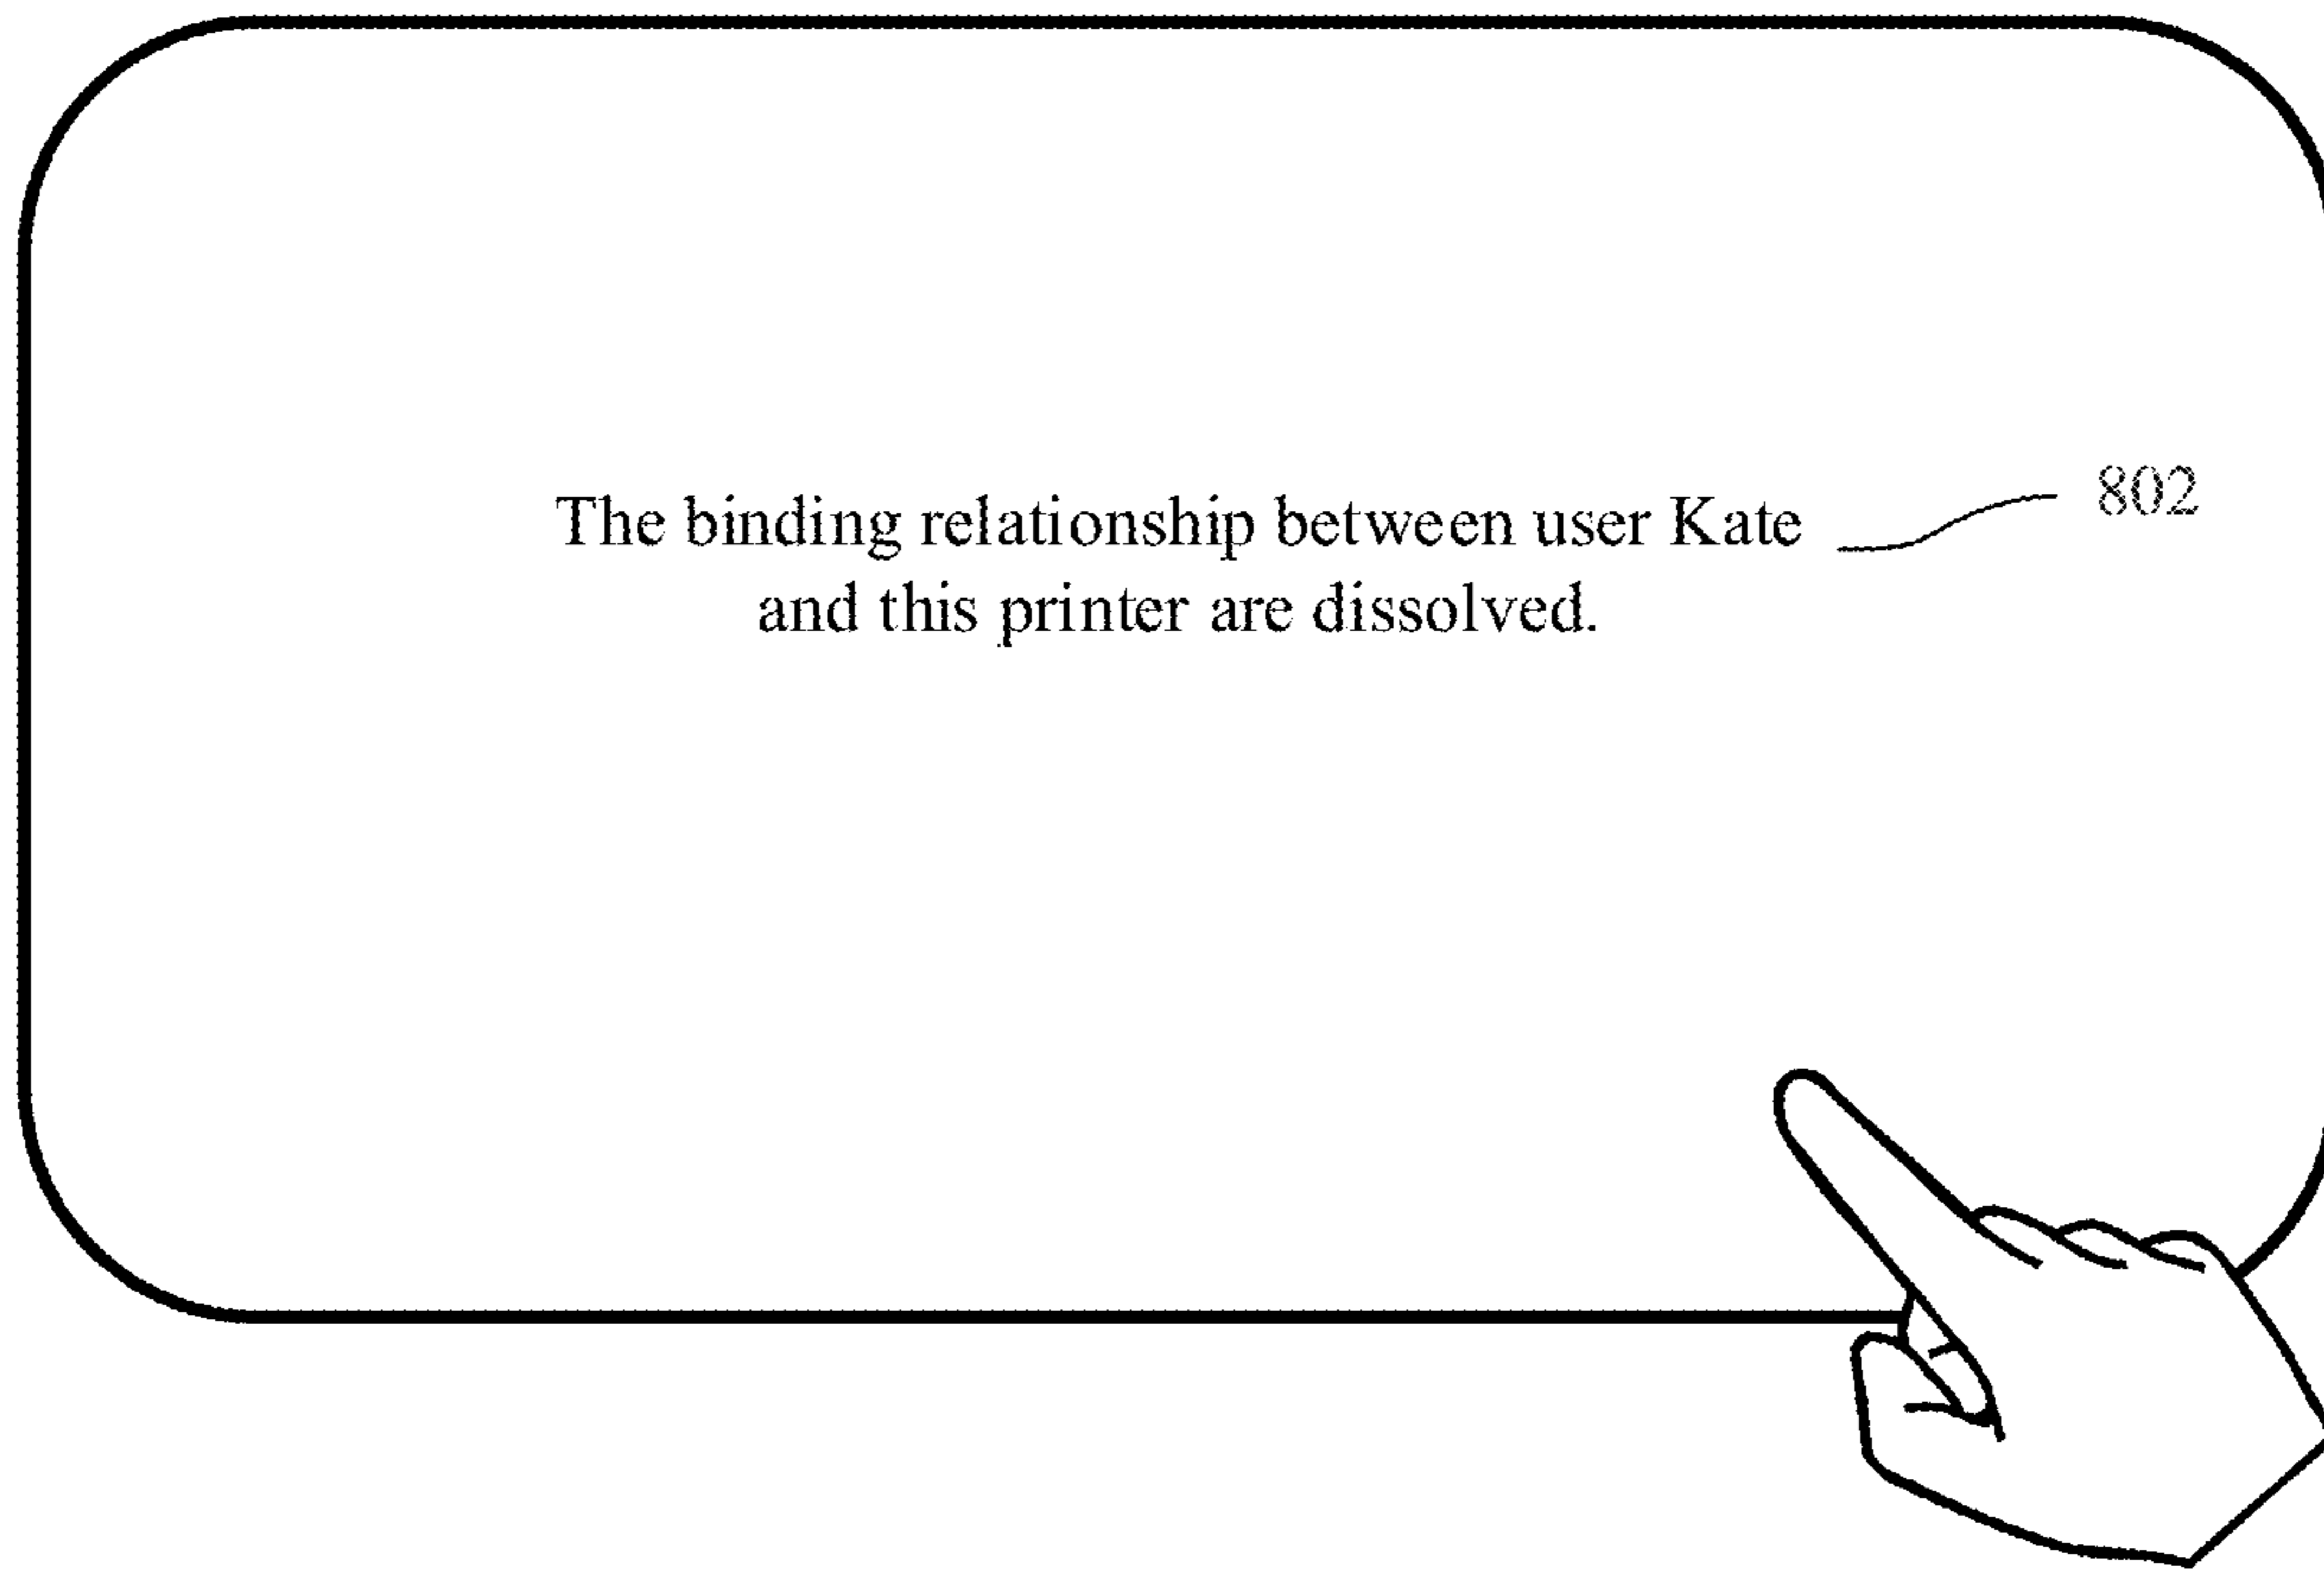 The binding relationship between user Kate
and this printer are dissolved.
802